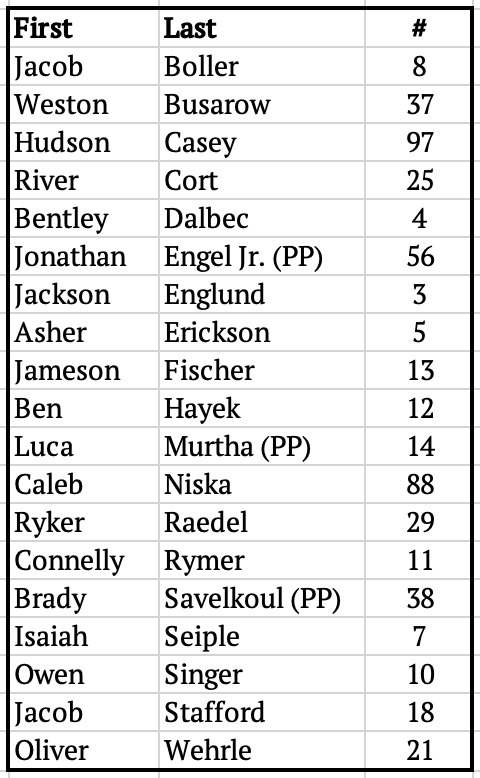 First Last #
Jacob Boller 8
Weston Busarow 37
Hudson Casey 97
River Cort 25
Bentley Dalbec 4
Jonathan Engel Jr. (PP) 56
Jackson Englund 3
Asher Erickson 5
Jameson Fischer 13
Ben Hayek 12
Luca Murtha (PP) 14
Caleb Niska 88
Ryker Raedel 29
Connelly Rymer 11
Brady Savelkoul (PP) 38
Isaiah Seiple 7
Owen Singer 10
Jacob Stafford 18
Oliver Wehrle 21